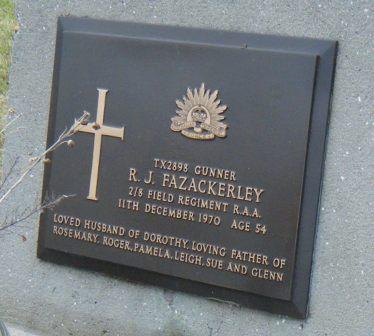 TX2898 GUNNER
R. J. FAZACKERLEY
2/8 FIELD REGIMENT R.A.A.
11TH DECEMBER 1970 AGE 54
LOVED HUSBAND OF DOROTHY, LOVING FATHER OF
ROSEMARY, ROGER, PAMELA, LEIGH, SUE AND GLENN